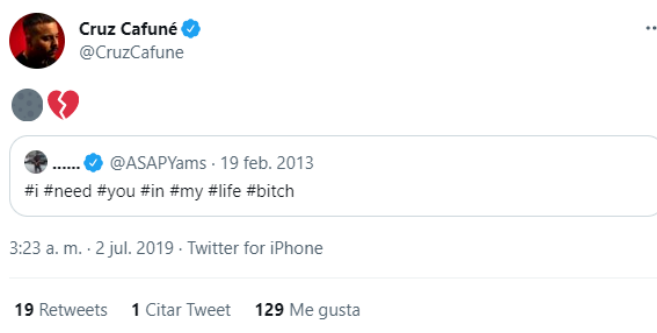 Cruz Cafuné
@CruzCafune
🌑💔
...... @ASAPYams · 19 feb. 2013
#i #need #you #in #my #life #bitch
3:23 a. m. · 2 jul. 2019 · Twitter for iPhone
19 Retweets 1 Citar Tweet 129 Me gusta